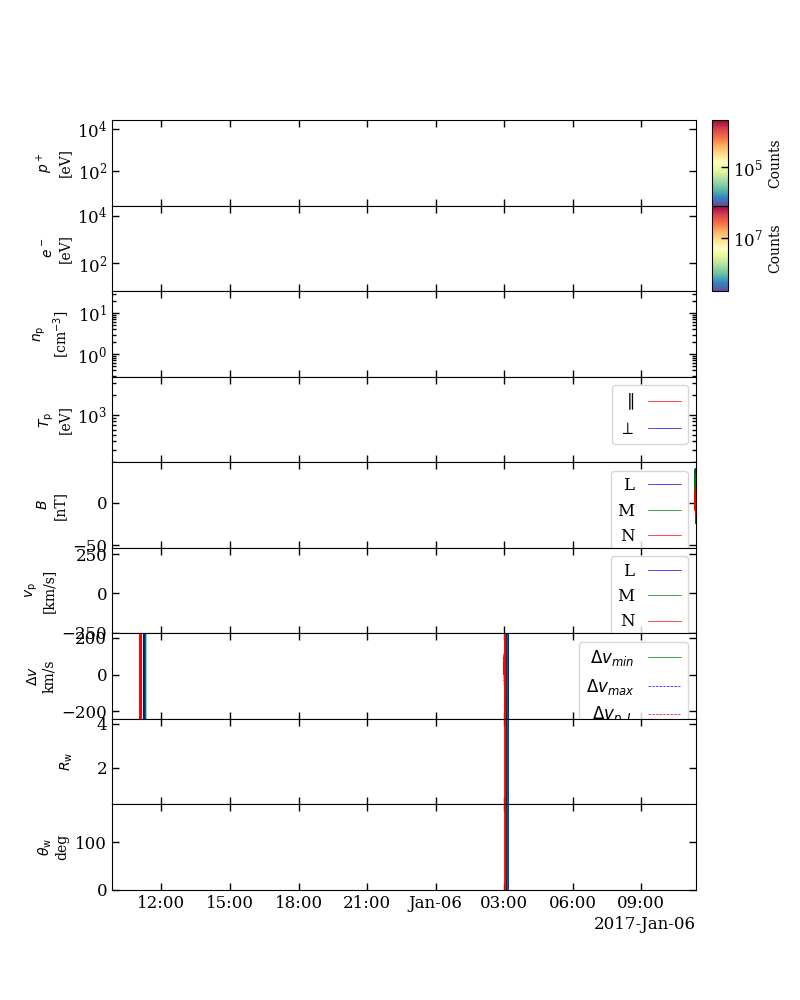 10^4
10^2
p^+
[eV]
10^5
Counts
10^4
10^2
e^-
[eV]
10^7
Counts
10^1
10^0
n_p
[cm^-3]
10^3
T_p
[eV]
∥
⊥
0
−50
B
[nT]
L
M
N
250
0
−250
v_p
[km/s]
L
M
N
200
0
−200
Δv
km/s
Δv_min
Δv_max
4
2
R_w
100
0
θ_w
deg
12:00 15:00 18:00 21:00 Jan-06 03:00 06:00 09:00
2017-Jan-06